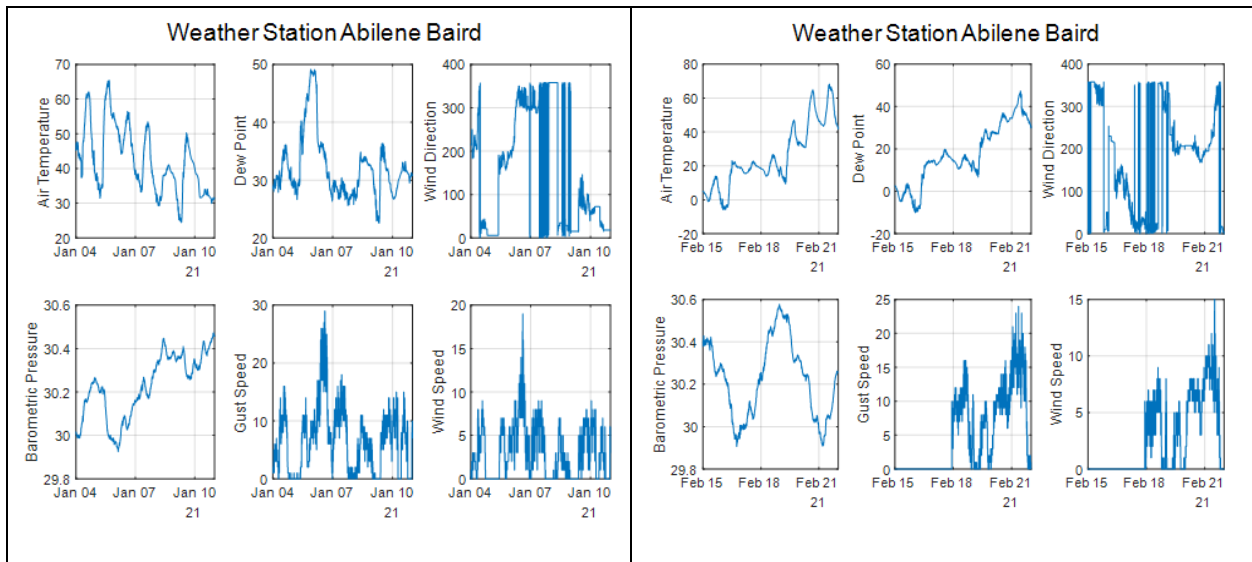 Weather Station Abilene Baird
Air Temperature
70
60
50
40
30
20
Jan 04 Jan 07 Jan 10
21
Dew Point
50
40
30
20
Jan 04 Jan 07 Jan 10
21
Wind Direction
400
300
200
100
0
Jan 04 Jan 07 Jan 10
21
Barometric Pressure
30.6
30.4
30.2
30
29.8
Jan 04 Jan 07 Jan 10
21
Gust Speed
30
20
10
0
Jan 04 Jan 07 Jan 10
21
Wind Speed
20
15
10
5
0
Jan 04 Jan 07 Jan 10
21
Weather Station Abilene Baird
Air Temperature
80
60
40
20
0
-20
Feb 15 Feb 18 Feb 21
21
Dew Point
60
40
20
0
-20
Feb 15 Feb 18 Feb 21
21
Wind Direction
400
300
200
100
0
Feb 15 Feb 18 Feb 21
21
Barometric Pressure
30.6
30.4
30.2
30
29.8
Feb 15 Feb 18 Feb 21
21
Gust Speed
25
20
15
10
5
0
Feb 15 Feb 18 Feb 21
21
Wind Speed
15
10
5
0
Feb 15 Feb 18 Feb 21
21